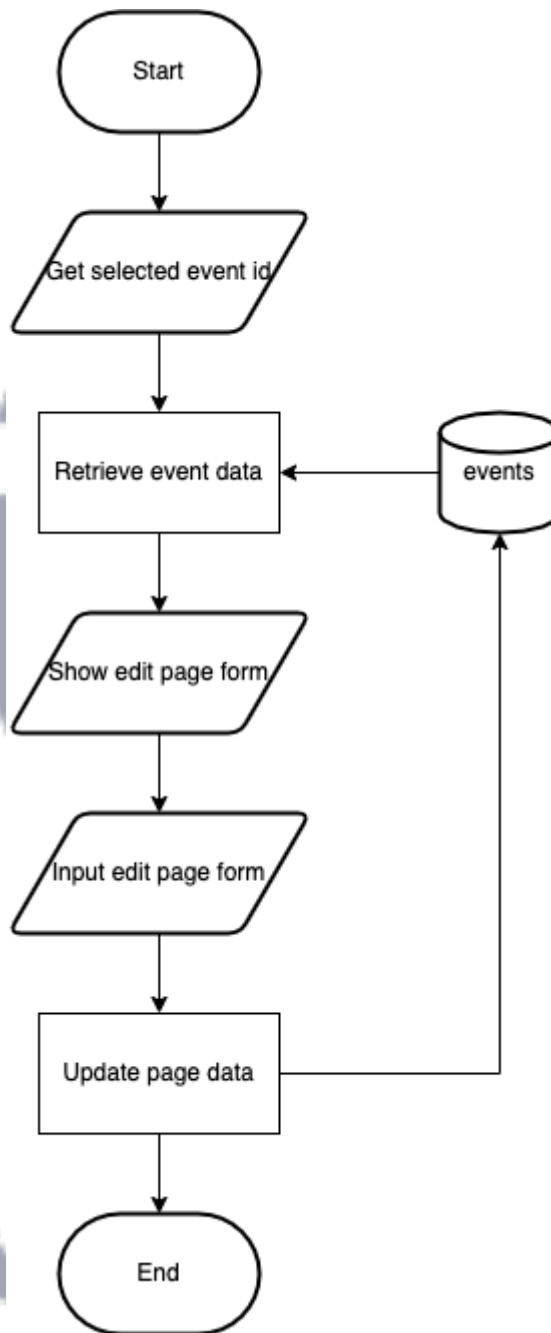 Start
Get selected event id
Retrieve event data
events
Show edit page form
Input edit page form
Update page data
End